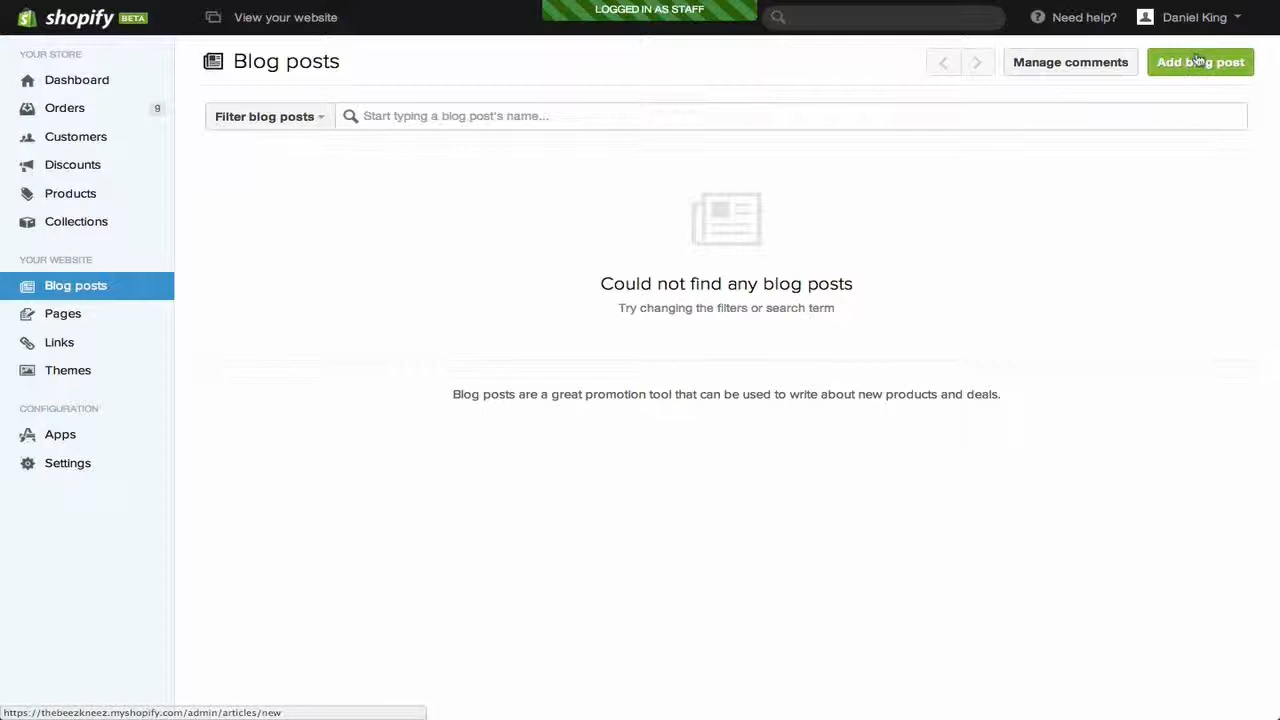 shopify BETA
View your website
LOGGED IN AS STAFF
Need help?
Daniel King
YOUR STORE
Dashboard
Orders 9
Customers
Discounts
Products
Collections
YOUR WEBSITE
Blog posts
Pages
Links
Themes
CONFIGURATION
Apps
Settings
Blog posts
Manage comments
Add blog post
Filter blog posts
Start typing a blog post's name...
Could not find any blog posts
Try changing the filters or search term
Blog posts are a great promotion tool that can be used to write about new products and deals.
https://thebeezkneez.myshopify.com/admin/articles/new